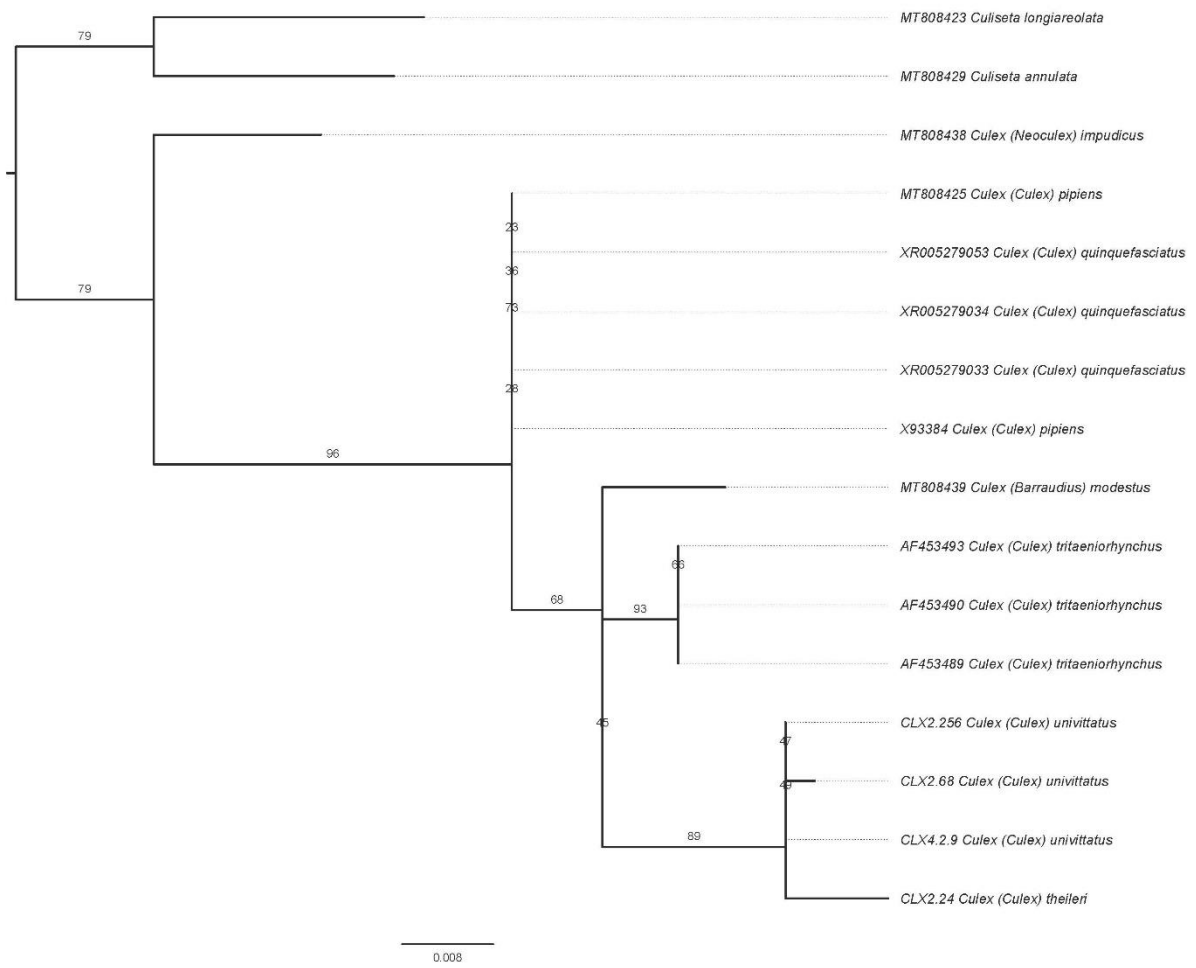 MT808423 Culiseta longiareolata
79
MT808429 Culiseta annulata
MT808438 Culex (Neoculex) impudicus
MT808425 Culex (Culex) pipiens
23
XR005279053 Culex (Culex) quinquefasciatus
36
79
73
XR005279034 Culex (Culex) quinquefasciatus
XR005279033 Culex (Culex) quinquefasciatus
28
X93384 Culex (Culex) pipiens
96
MT808439 Culex (Barraudius) modestus
AF453493 Culex (Culex) tritaeniorhynchus
66
68
93
AF453490 Culex (Culex) tritaeniorhynchus
AF453489 Culex (Culex) tritaeniorhynchus
45
CLX2.256 Culex (Culex) univittatus
47
CLX2.68 Culex (Culex) univittatus
49
89
CLX4.2.9 Culex (Culex) univittatus
CLX2.24 Culex (Culex) theileri
0.008